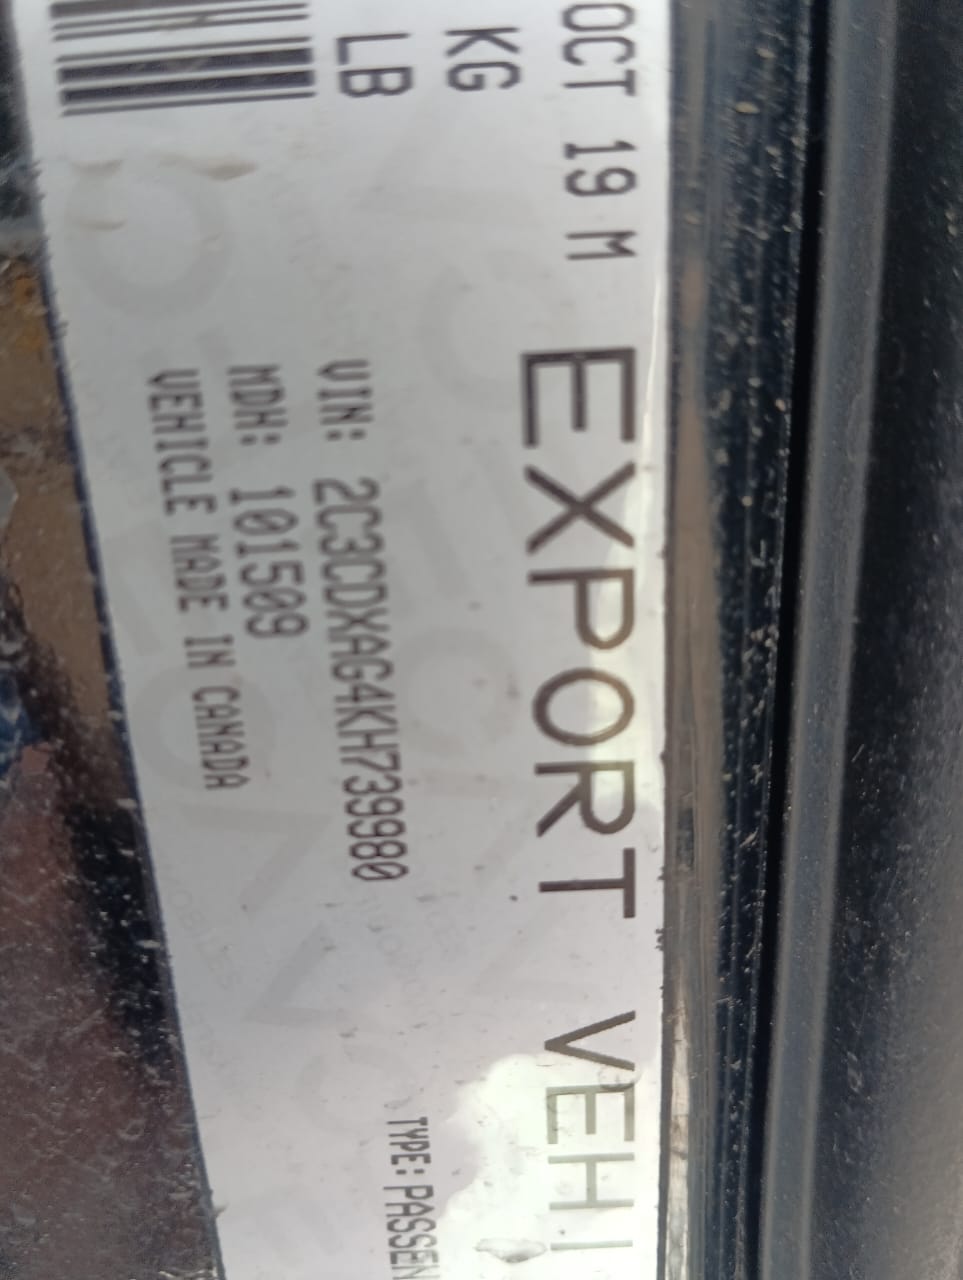 OCT 19 M
EXPORT VEHI
KG
LB
VIN: 2C3CDXAG4KH739980
TYPE: PASSEN
MDH: 101509
VEHICLE MADE IN CANADA